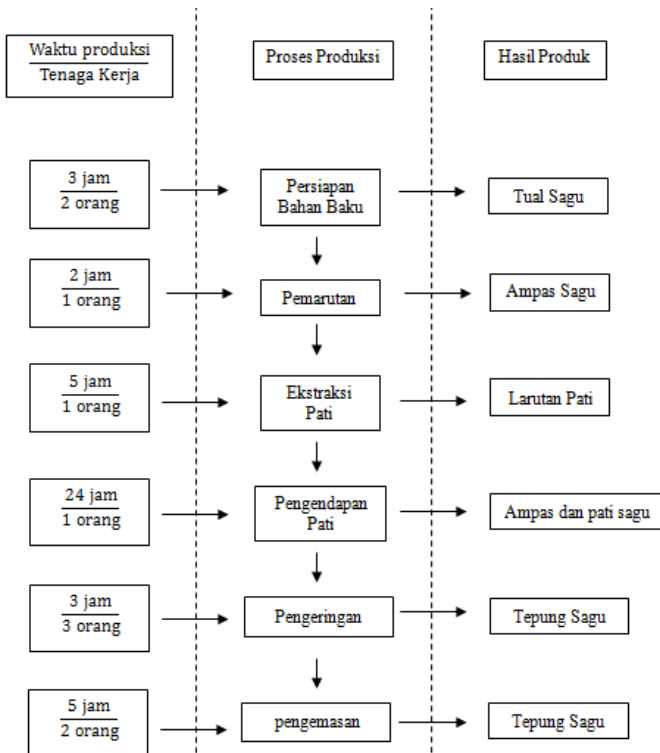 Waktu produksi
Tenaga Kerja
Proses Produksi
Hasil Produk
3 jam
2 orang
Persiapan
Bahan Baku
Tual Sagu
2 jam
1 orang
Pemarutan
Ampas Sagu
5 jam
1 orang
Ekstraksi
Pati
Larutan Pati
24 jam
1 orang
Pengendapan
Pati
Ampas dan pati sagu
3 jam
3 orang
Pengeringan
Tepung Sagu
5 jam
2 orang
pengemasan
Tepung Sagu